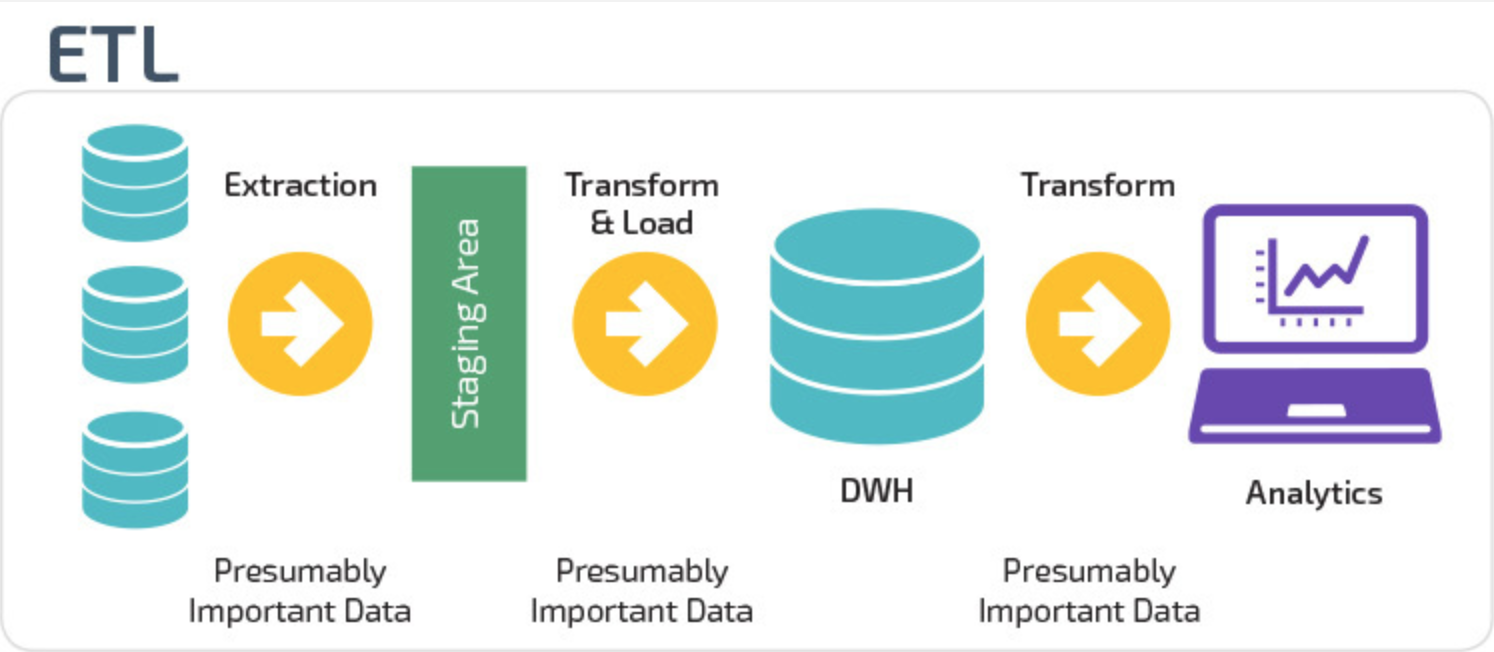 ETL
Extraction
Staging Area
Transform
& Load
Transform
DWH
Analytics
Presumably
Important Data
Presumably
Important Data
Presumably
Important Data